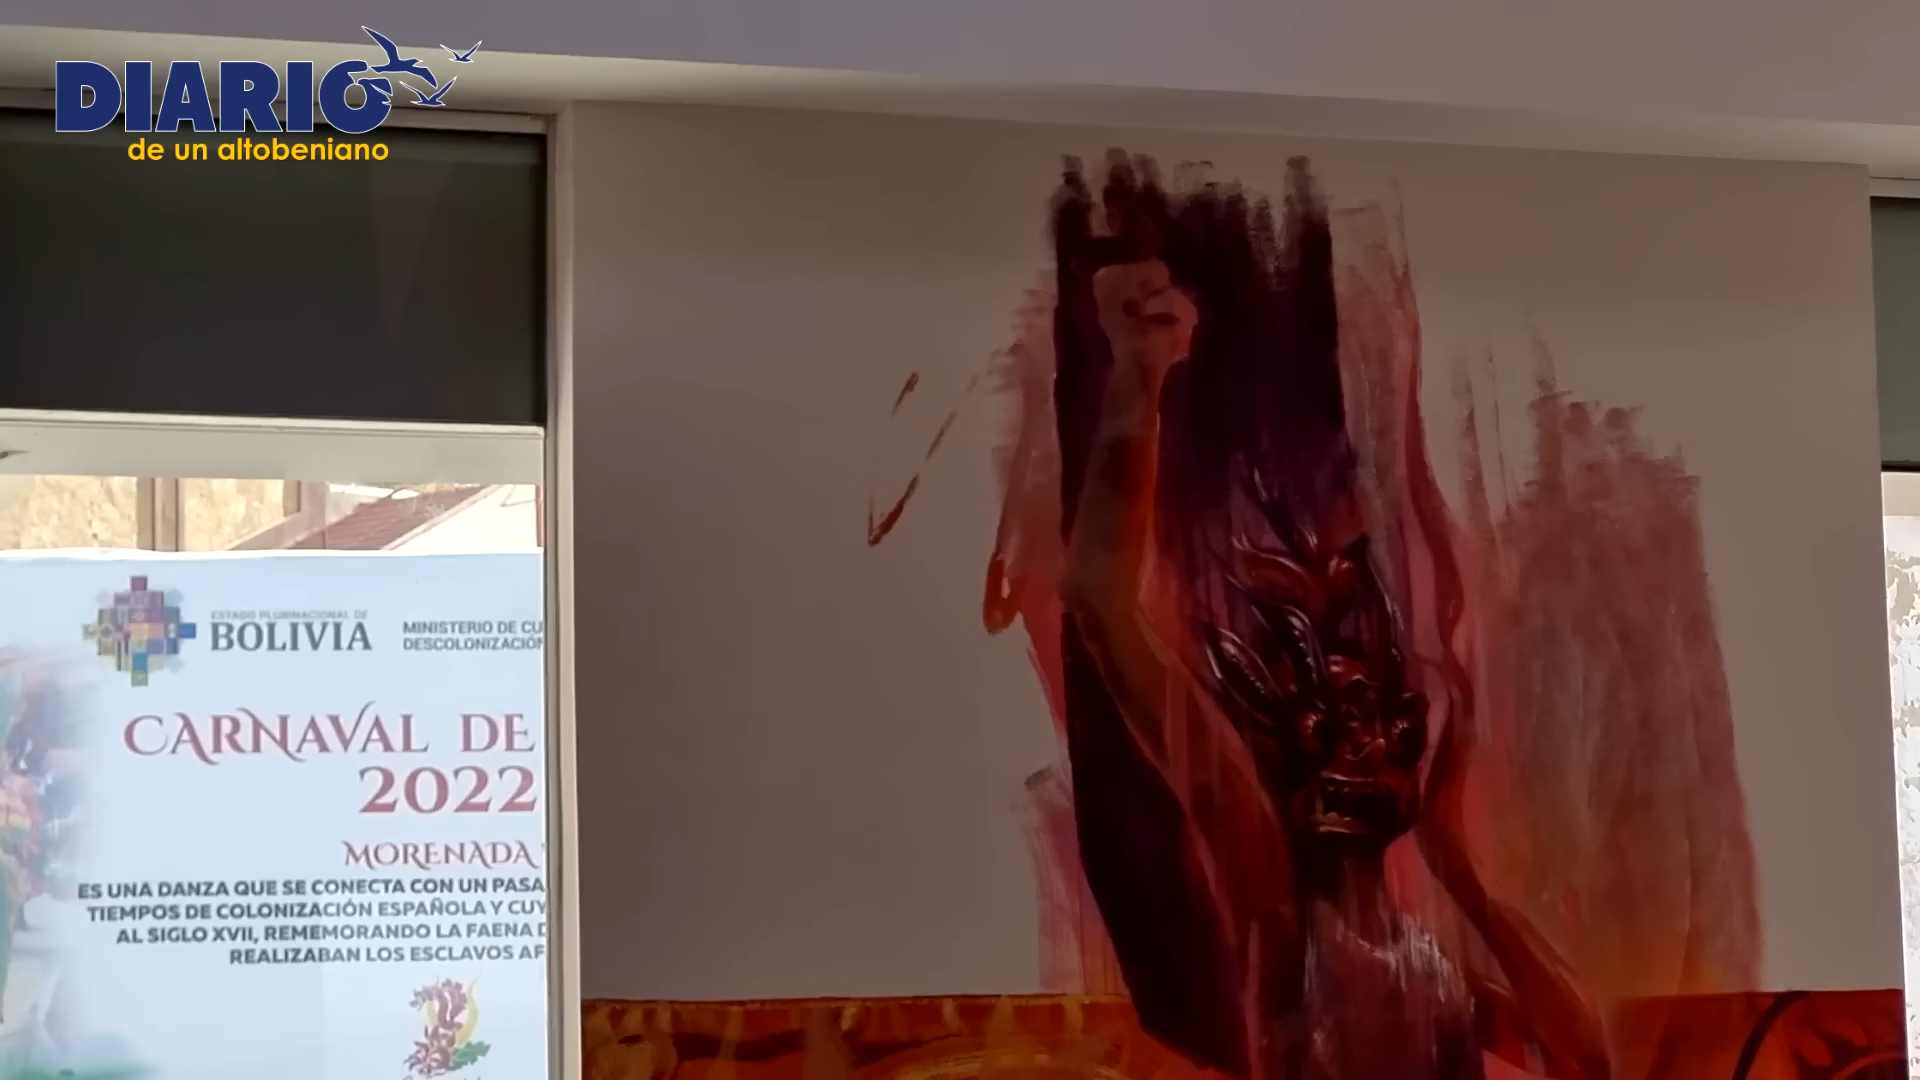 DIARIO
de un altobeniano
ESTADO PLURINACIONAL DE
BOLIVIA
MINISTERIO DE CU
DESCOLONIZACIÓN
CARNAVAL DE
2022
MORENADA
ES UNA DANZA QUE SE CONECTA CON UN PASA
TIEMPOS DE COLONIZACIÓN ESPAÑOLA Y CUY
AL SIGLO XVII, REMEMORANDO LA FAENA D
REALIZABAN LOS ESCLAVOS AF